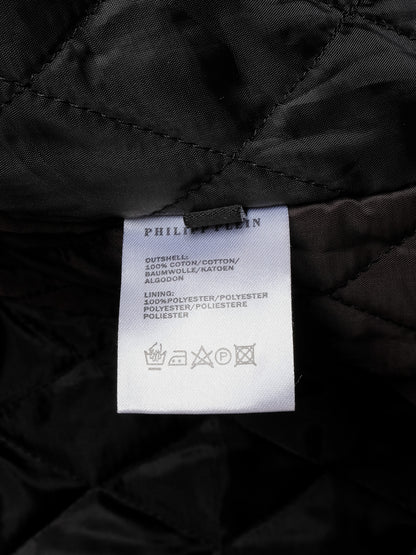 PHILIPP PLEIN
OUTSHELL:
100% COTON/COTTON/
BAUMWOLLE/KATOEN
ALGODON
LINING:
100%POLYESTER/POLYESTER
POLYESTER/POLIESTERE
POLIESTER
P